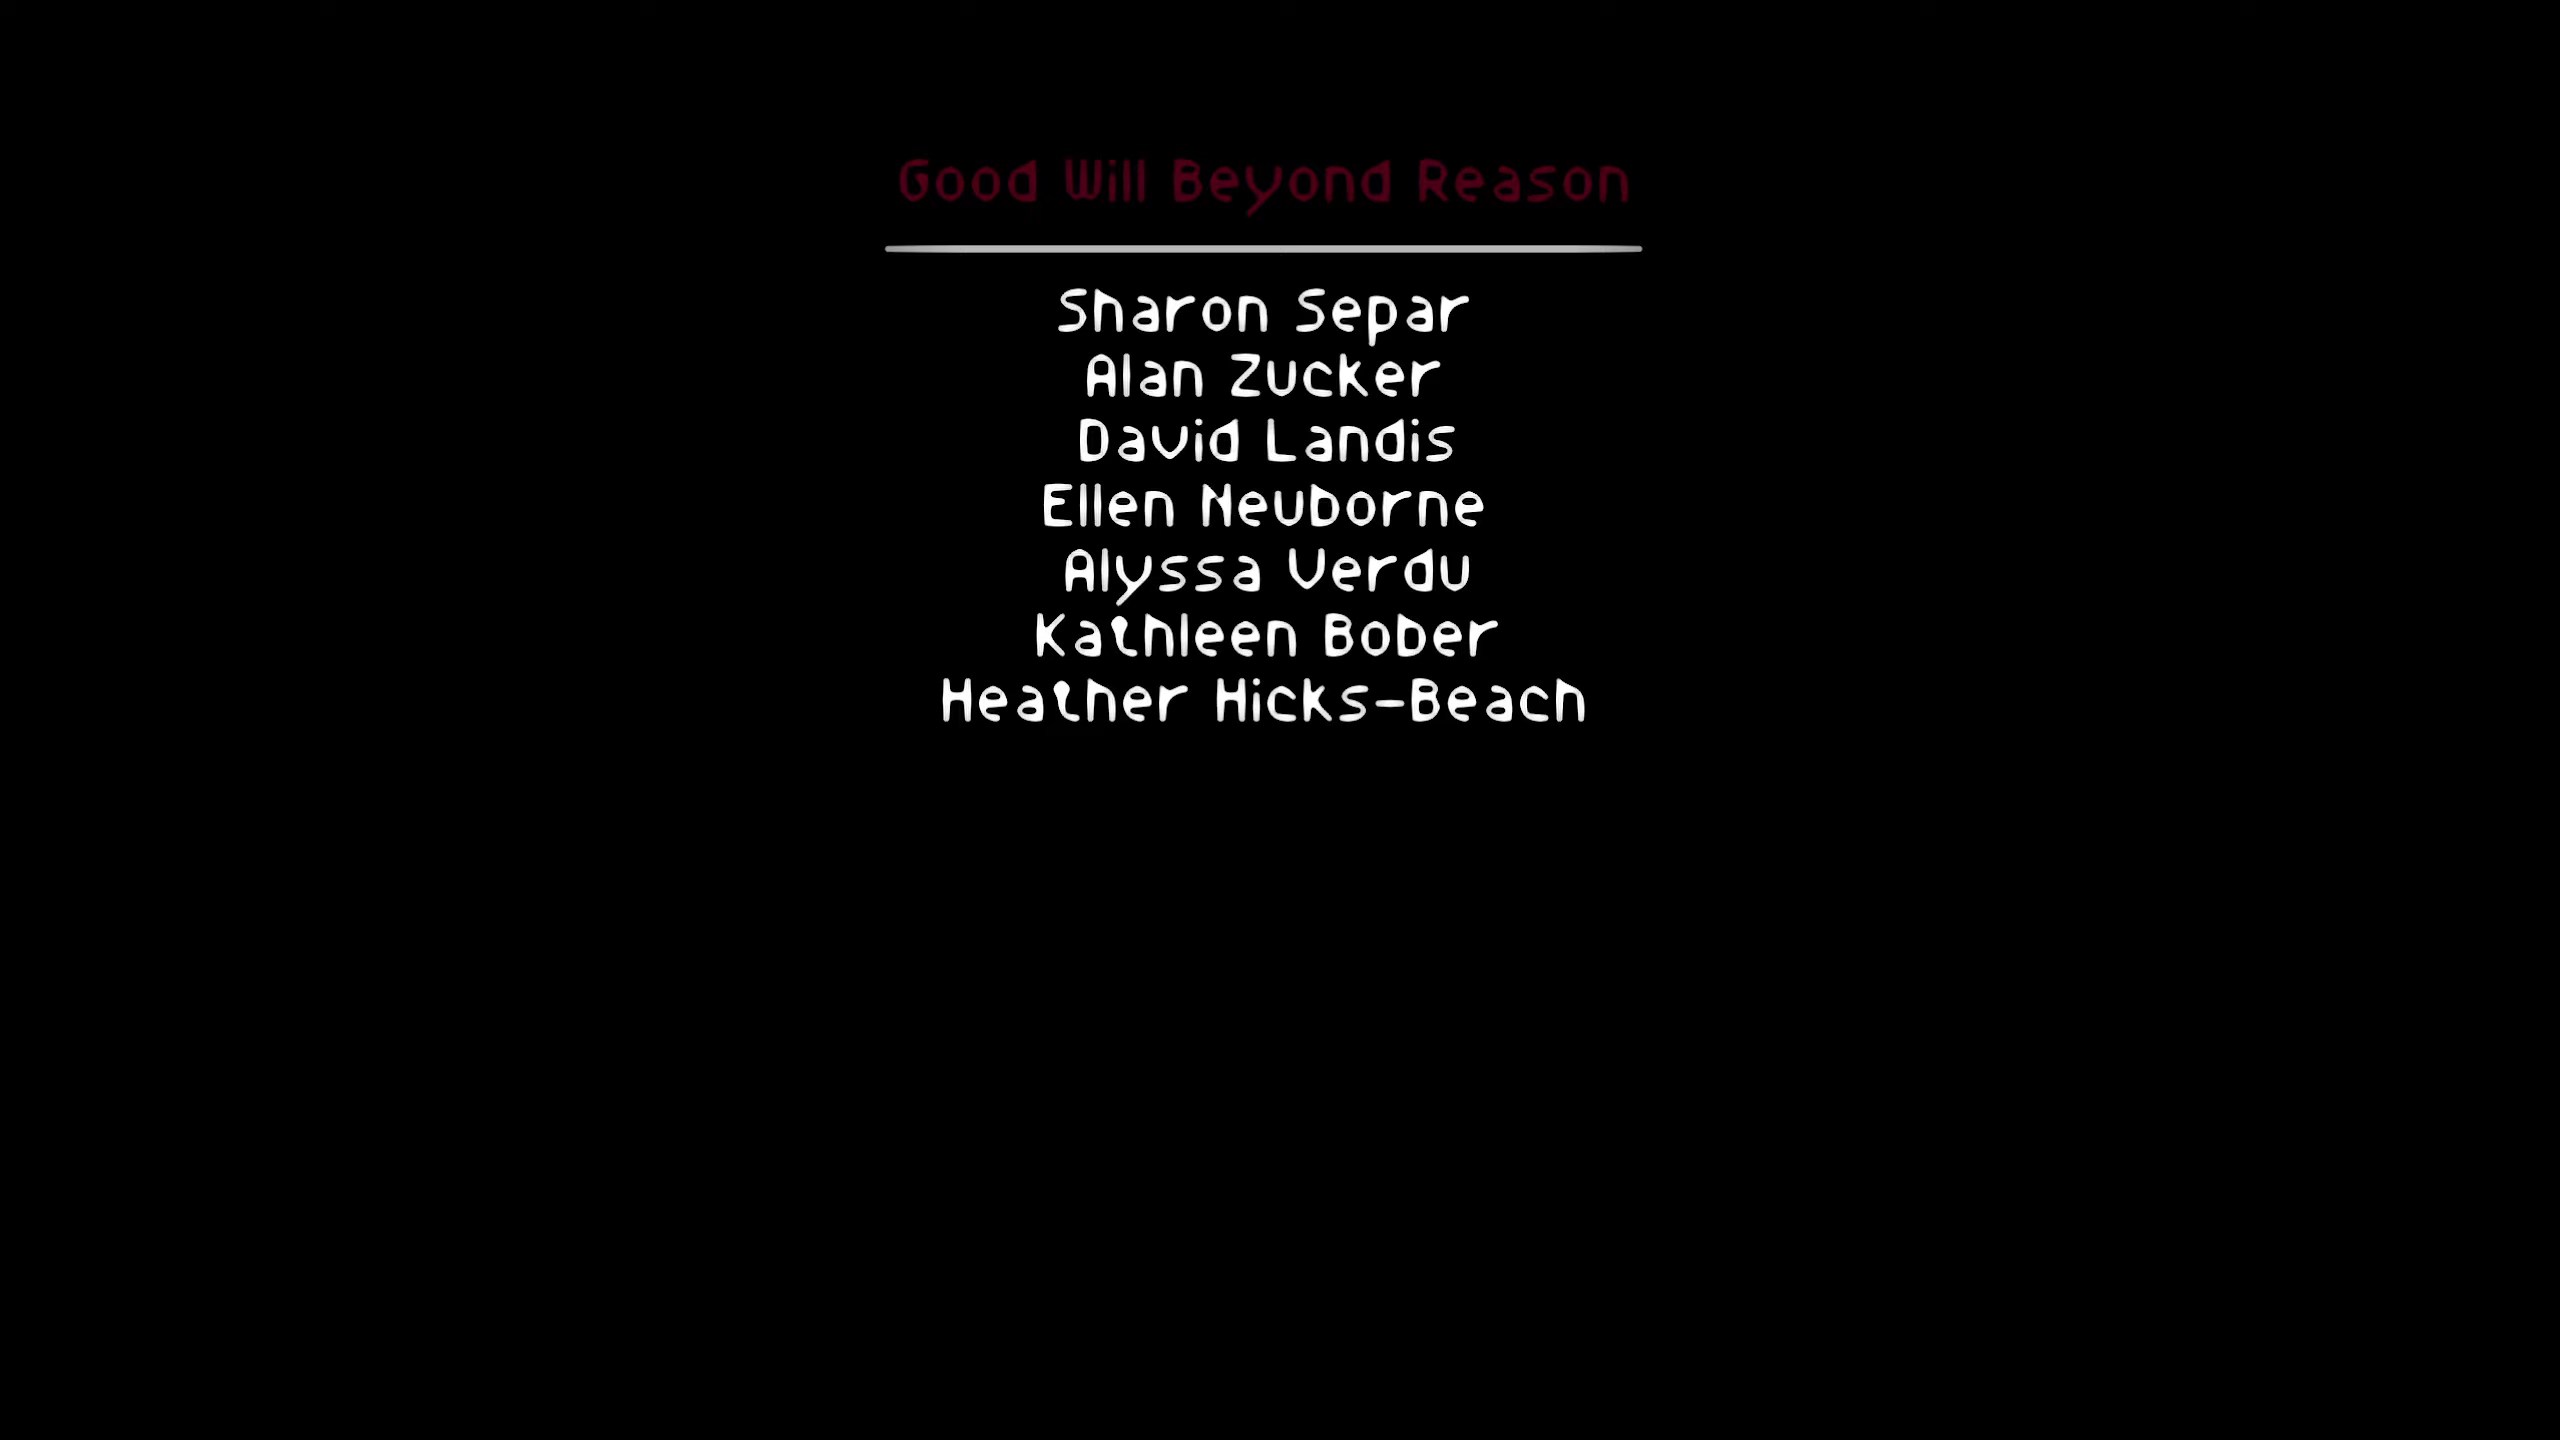 Good Will Beyond Reason
Sharon Separ
Alan Zucker
David Landis
Ellen Neuborne
Alyssa Verdu
Kathleen Bober
Heather Hicks-Beach